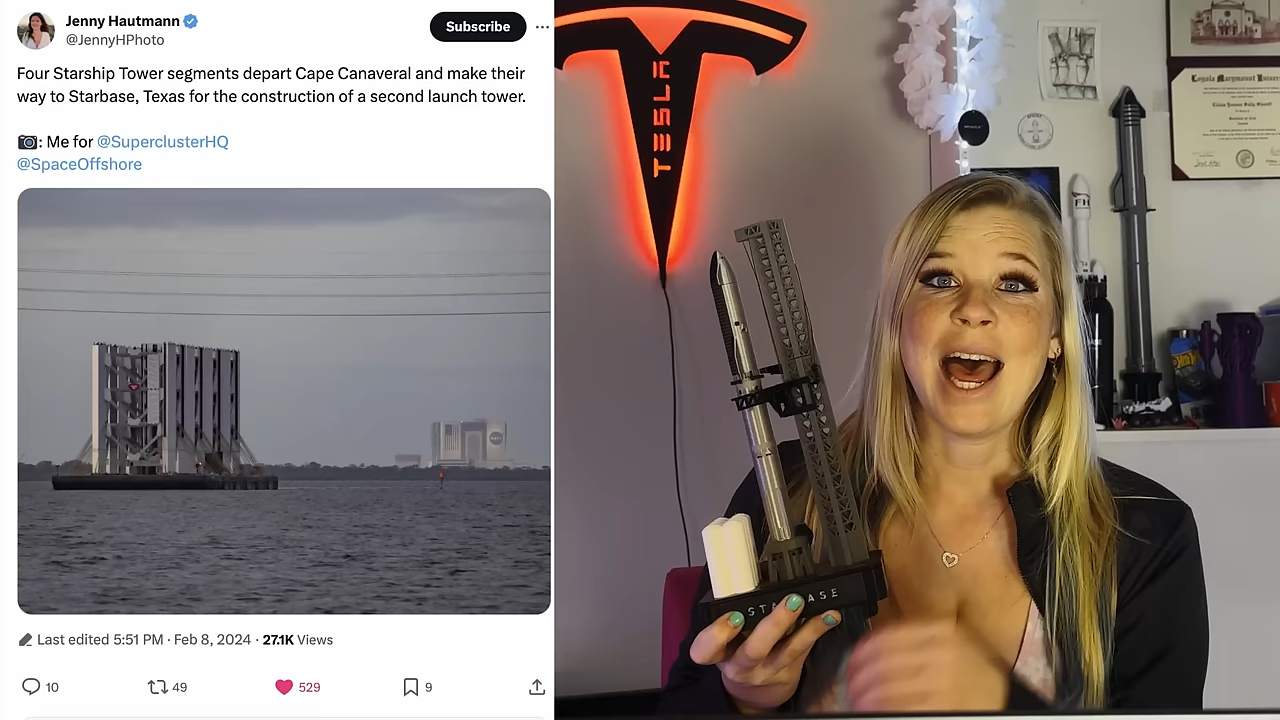 Jenny Hautmann
@JennyHPhoto
Subscribe
Four Starship Tower segments depart Cape Canaveral and make their
way to Starbase, Texas for the construction of a second launch tower.
: Me for @SuperclusterHQ
@SpaceOffshore
Last edited 5:51 PM · Feb 8, 2024 · 27.1K Views
10
49
529
9
TESLA
FH